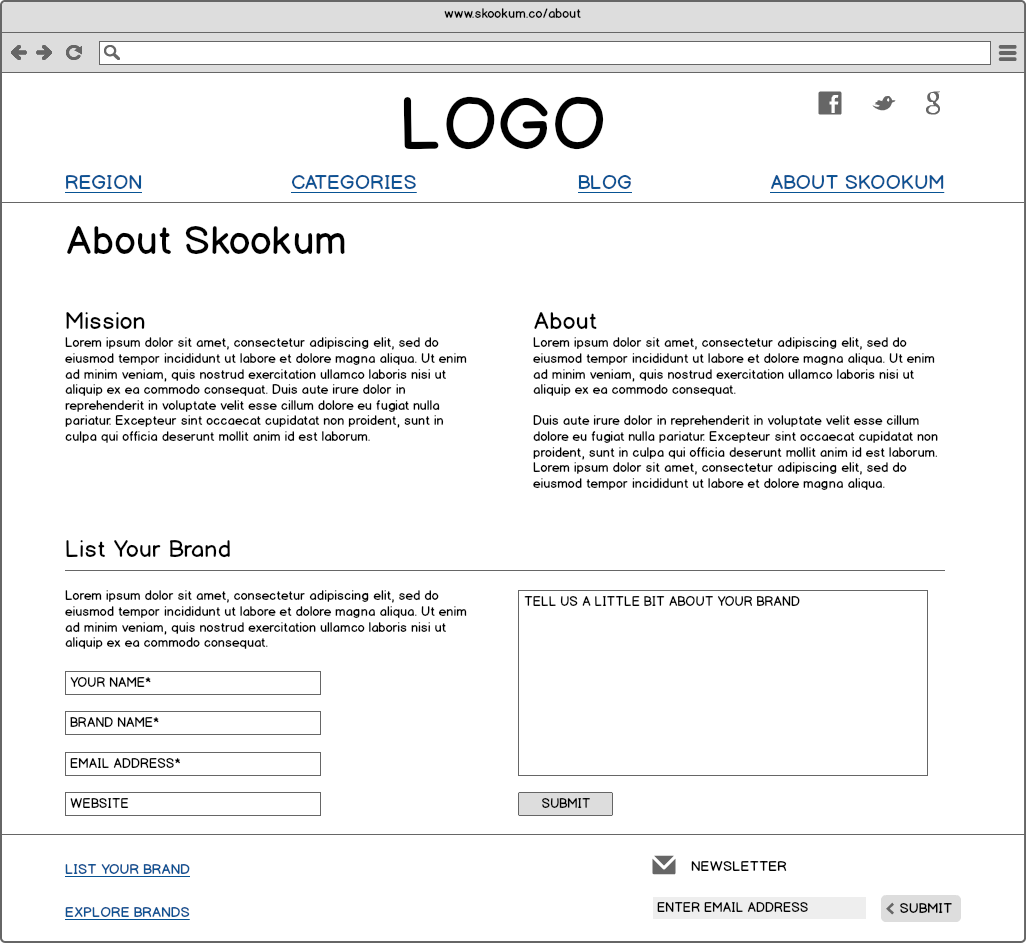 www.skookum.co/about
LOGO
REGION
CATEGORIES
BLOG
ABOUT SKOOKUM
About Skookum
Mission
Lorem ipsum dolor sit amet, consectetur adipiscing elit, sed do
eiusmod tempor incididunt ut labore et dolore magna aliqua. Ut enim
ad minim veniam, quis nostrud exercitation ullamco laboris nisi ut
aliquip ex ea commodo consequat. Duis aute irure dolor in
reprehenderit in voluptate velit esse cillum dolore eu fugiat nulla
pariatur. Excepteur sint occaecat cupidatat non proident, sunt in
culpa qui officia deserunt mollit anim id est laborum.
About
Lorem ipsum dolor sit amet, consectetur adipiscing elit, sed do
eiusmod tempor incididunt ut labore et dolore magna aliqua. Ut enim
ad minim veniam, quis nostrud exercitation ullamco laboris nisi ut
aliquip ex ea commodo consequat.
Duis aute irure dolor in reprehenderit in voluptate velit esse cillum
dolore eu fugiat nulla pariatur. Excepteur sint occaecat cupidatat non
proident, sunt in culpa qui officia deserunt mollit anim id est laborum.
Lorem ipsum dolor sit amet, consectetur adipiscing elit, sed do
eiusmod tempor incididunt ut labore et dolore magna aliqua.
List Your Brand
Lorem ipsum dolor sit amet, consectetur adipiscing elit, sed do
eiusmod tempor incididunt ut labore et dolore magna aliqua. Ut enim
ad minim veniam, quis nostrud exercitation ullamco laboris nisi ut
aliquip ex ea commodo consequat.
YOUR NAME*
BRAND NAME*
EMAIL ADDRESS*
WEBSITE
TELL US A LITTLE BIT ABOUT YOUR BRAND
SUBMIT
LIST YOUR BRAND
EXPLORE BRANDS
NEWSLETTER
ENTER EMAIL ADDRESS
SUBMIT